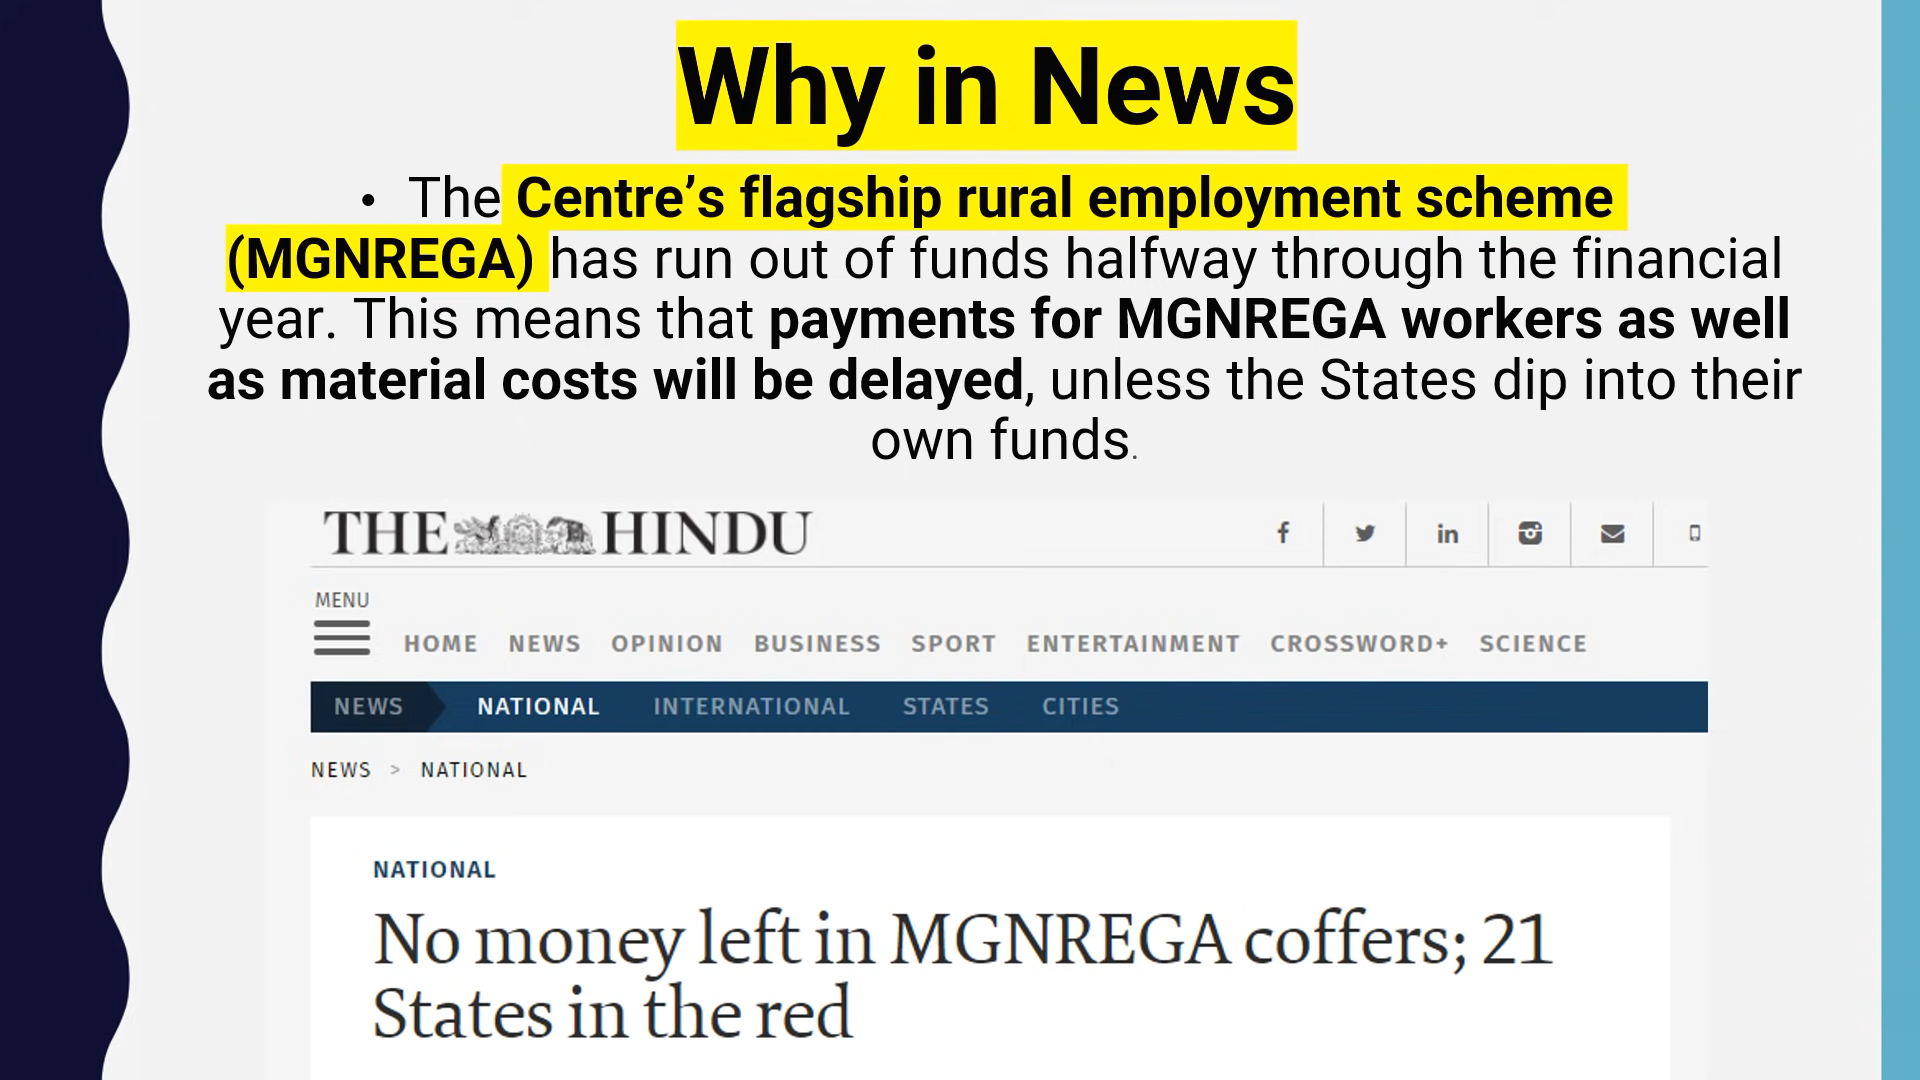 Why in News
• The Centre’s flagship rural employment scheme
(MGNREGA) has run out of funds halfway through the financial
year. This means that payments for MGNREGA workers as well
as material costs will be delayed, unless the States dip into their
own funds.
THE HINDU
MENU
HOME NEWS OPINION BUSINESS SPORT ENTERTAINMENT CROSSWORD+ SCIENCE
NEWS NATIONAL INTERNATIONAL STATES CITIES
NEWS > NATIONAL
NATIONAL
No money left in MGNREGA coffers; 21
States in the red